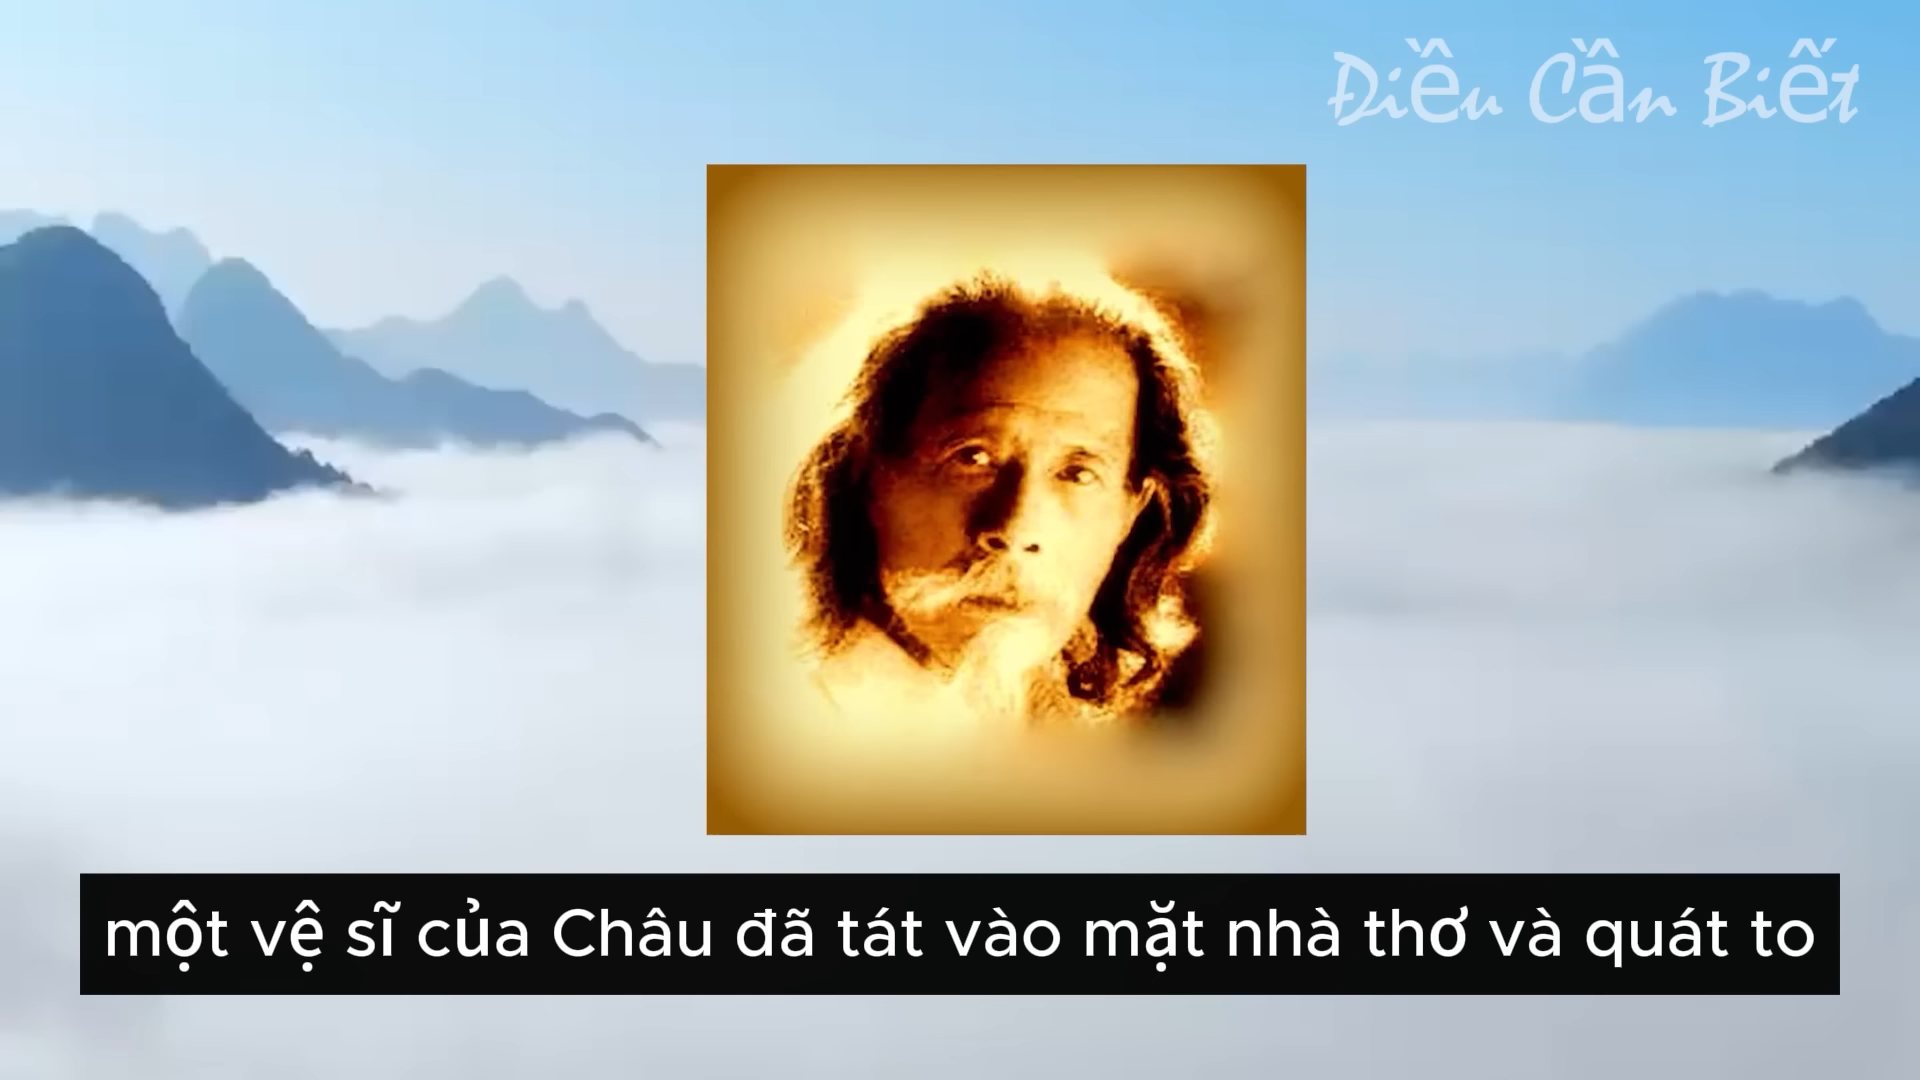 Điều Cần Biết
một vệ sĩ của Châu đã tát vào mặt nhà thơ và quát to